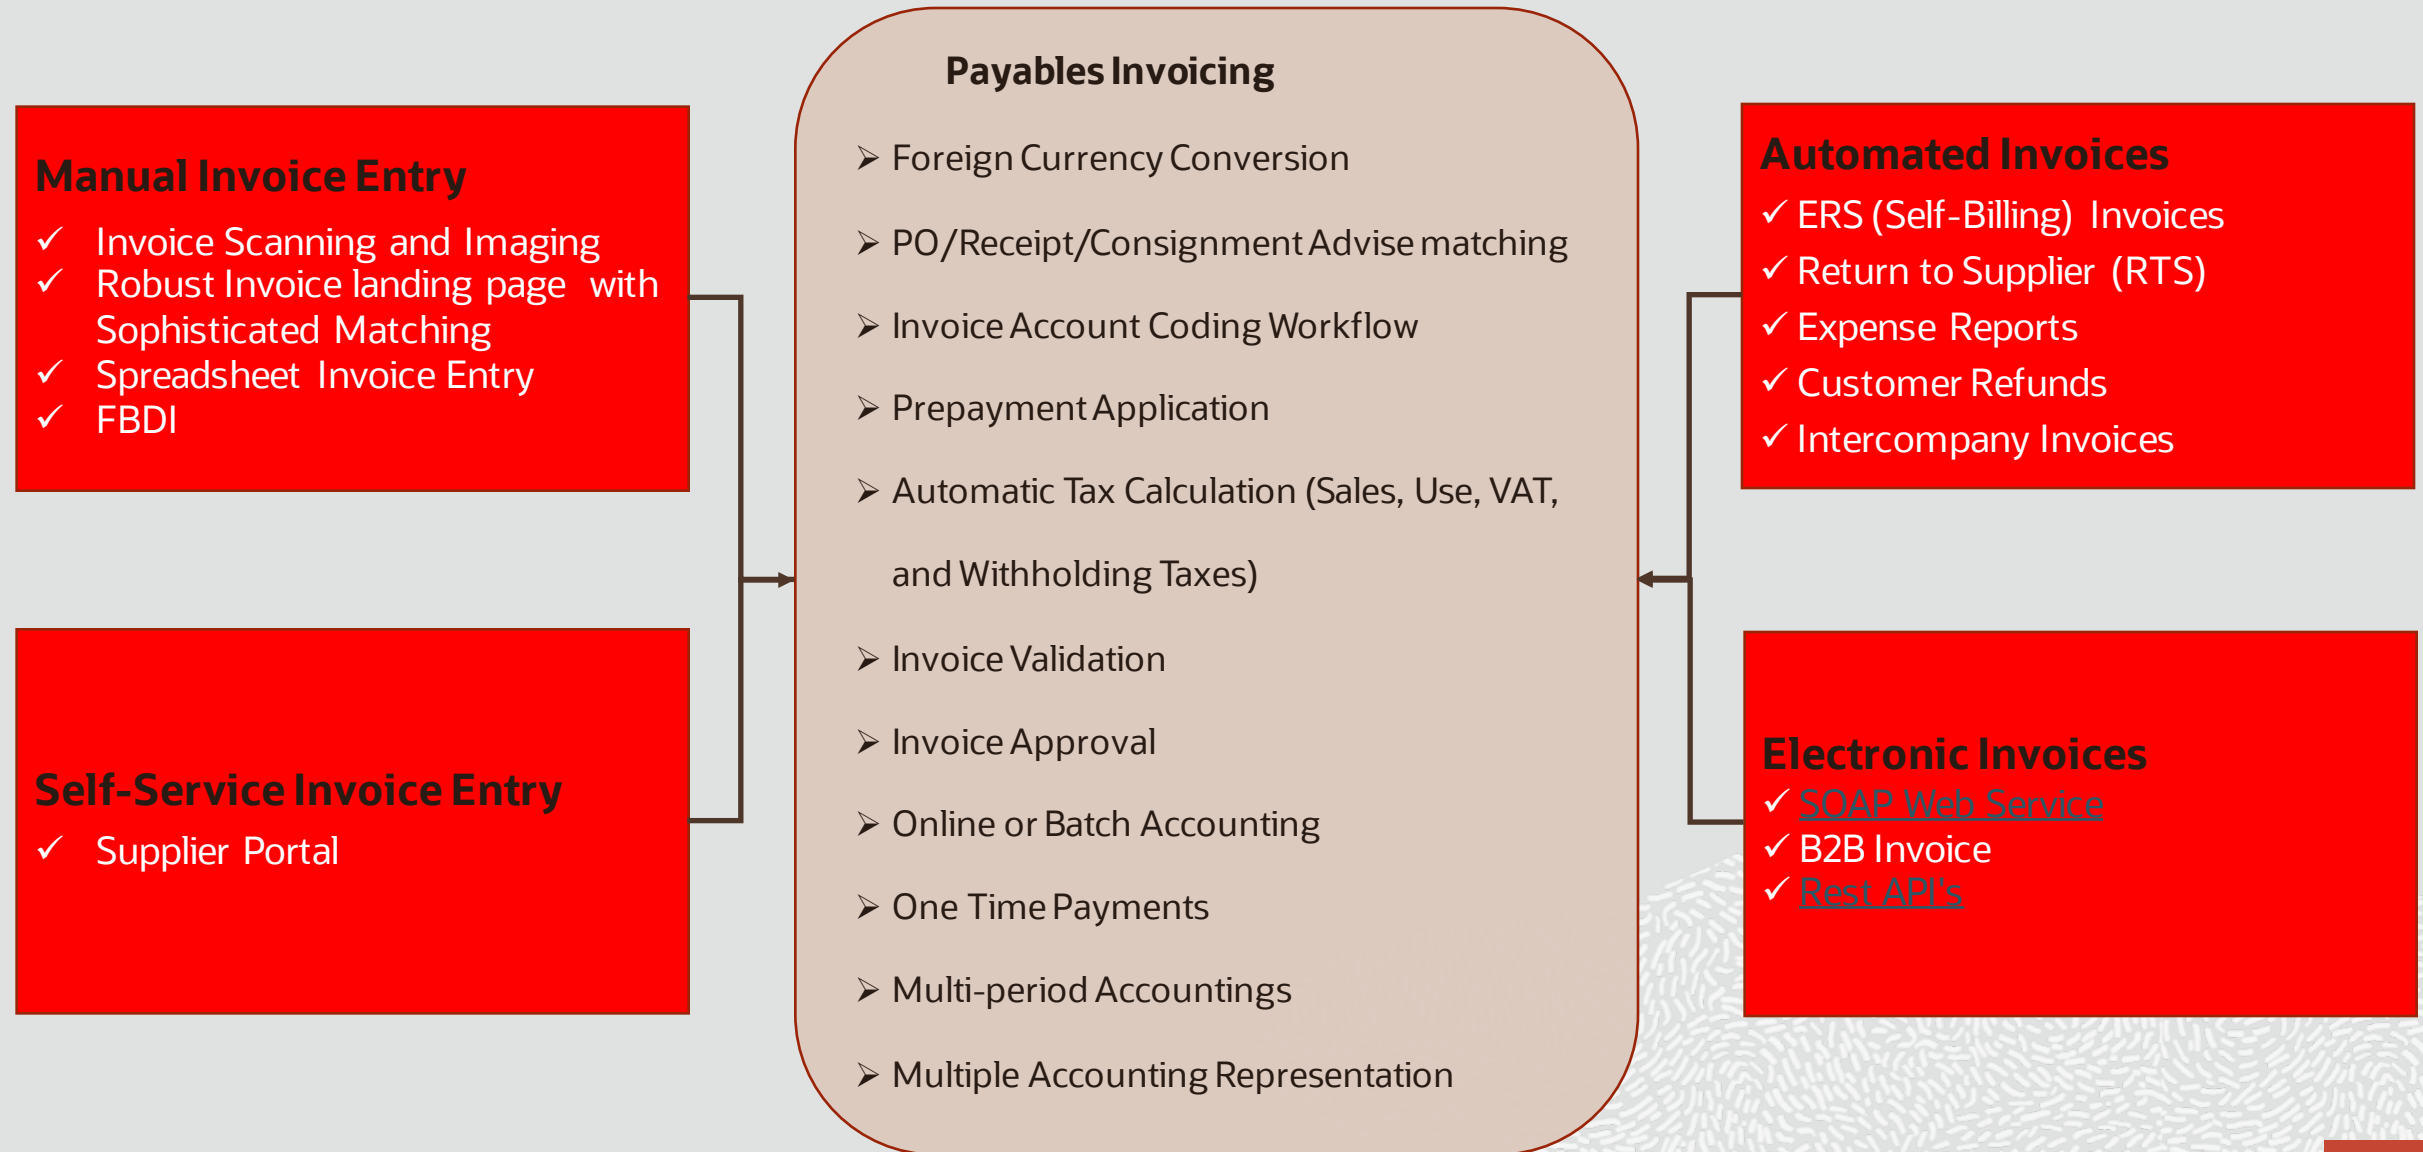 Manual Invoice Entry
✓ Invoice Scanning and Imaging
✓ Robust Invoice landing page with
Sophisticated Matching
✓ Spreadsheet Invoice Entry
✓ FBDI
Self-Service Invoice Entry
✓ Supplier Portal
Payables Invoicing
➢ Foreign Currency Conversion
➢ PO/Receipt/Consignment Advise matching
➢ Invoice Account Coding Workflow
➢ Prepayment Application
➢ Automatic Tax Calculation (Sales, Use, VAT,
and Withholding Taxes)
➢ Invoice Validation
➢ Invoice Approval
➢ Online or Batch Accounting
➢ One Time Payments
➢ Multi-period Accountings
➢ Multiple Accounting Representation
Automated Invoices
✓ ERS (Self-Billing) Invoices
✓ Return to Supplier (RTS)
✓ Expense Reports
✓ Customer Refunds
✓ Intercompany Invoices
Electronic Invoices
✓ SOAP Web Service
✓ B2B Invoice
✓ Rest API's